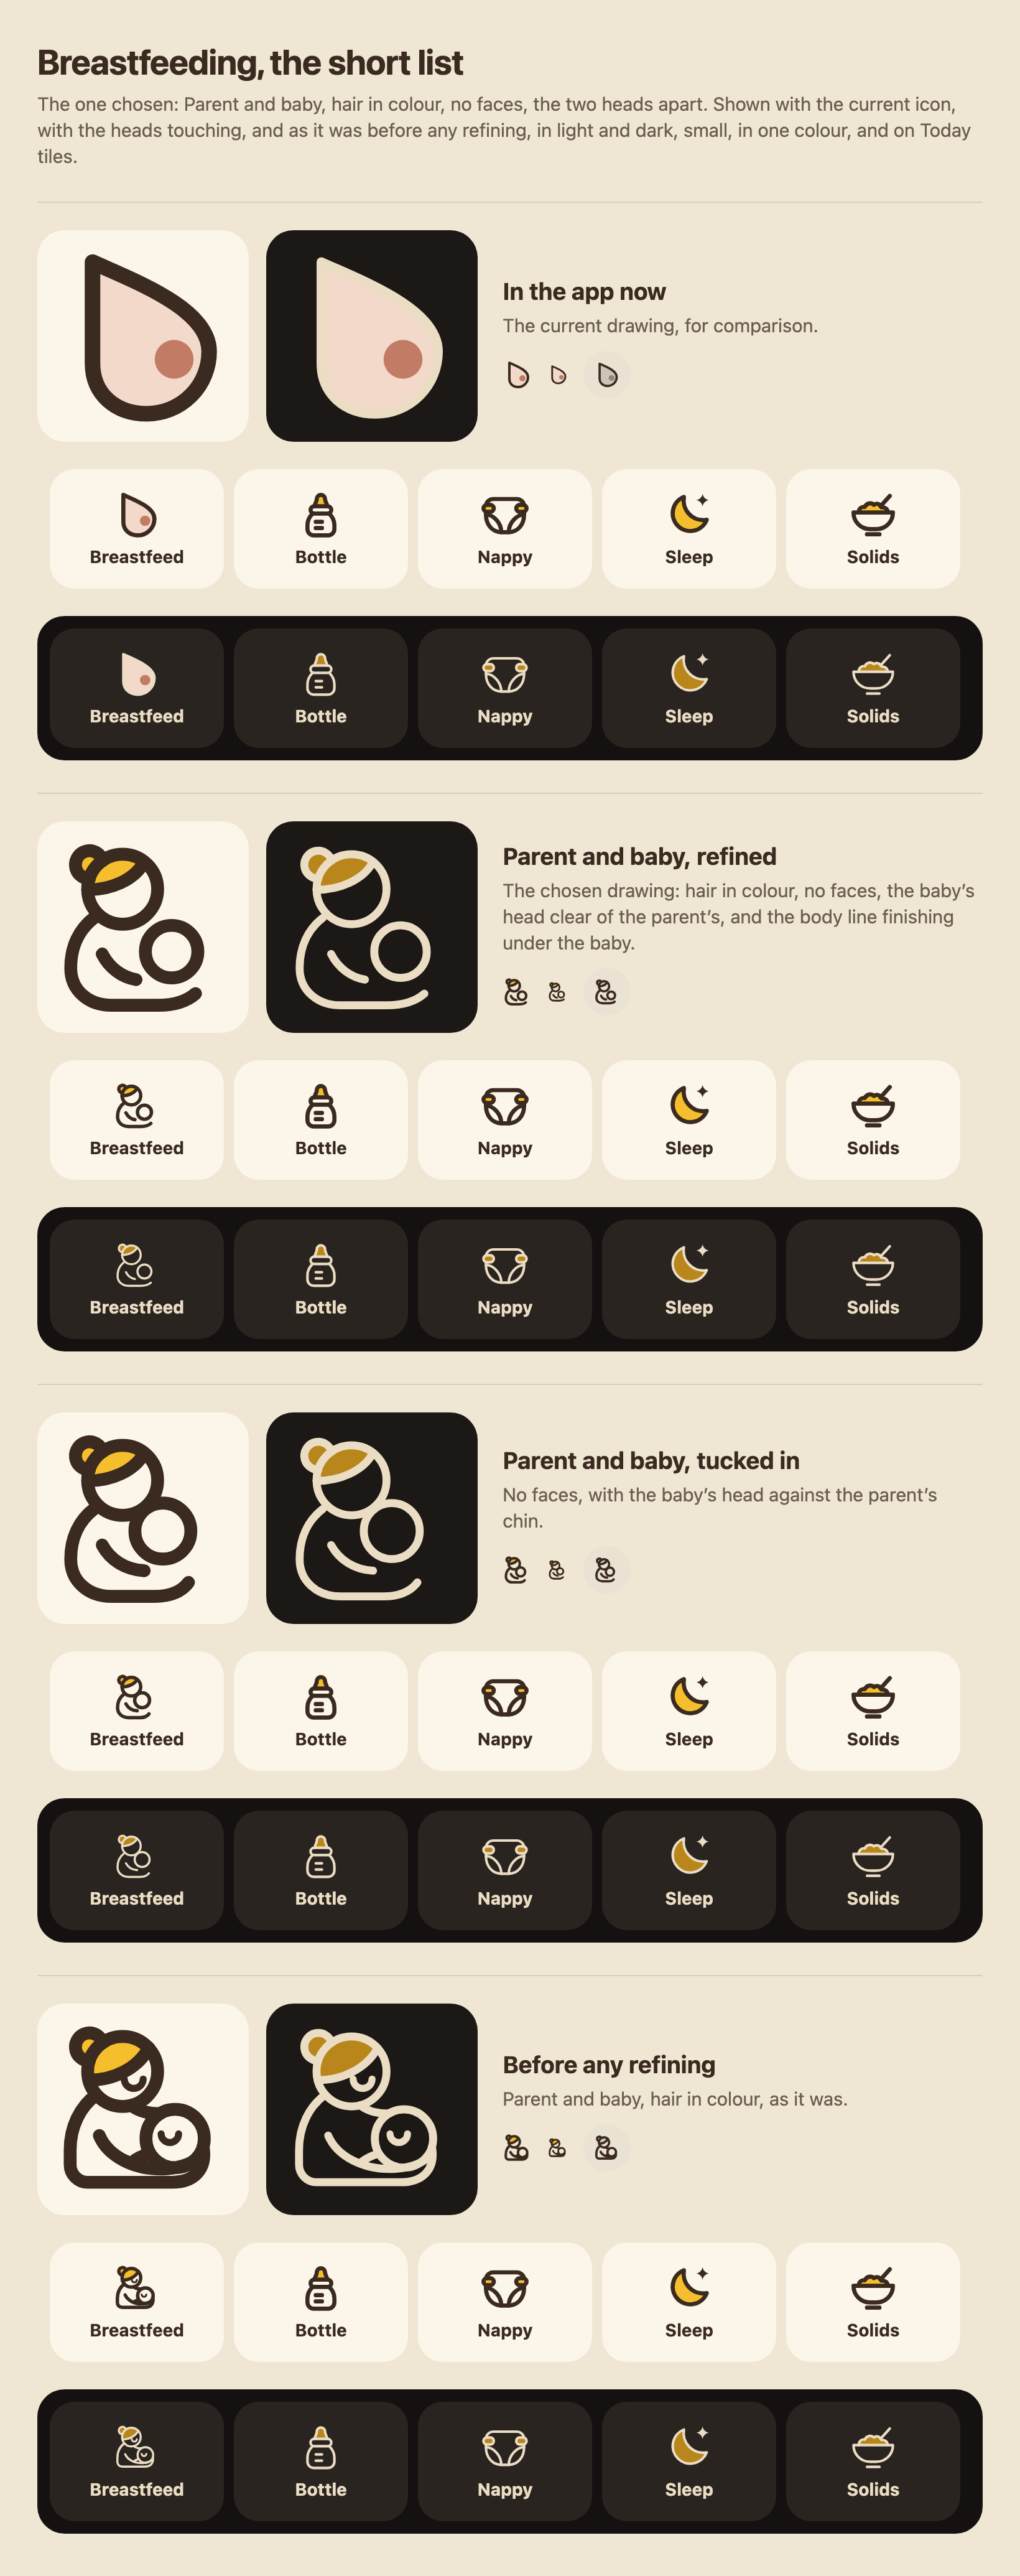 Breastfeeding, the short list
The one chosen: Parent and baby, hair in colour, no faces, the two heads apart. Shown with the current icon,
with the heads touching, and as it was before any refining, in light and dark, small, in one colour, and on Today
tiles.
In the app now
The current drawing, for comparison.
Breastfeed
Bottle
Nappy
Sleep
Solids
Breastfeed
Bottle
Nappy
Sleep
Solids
Parent and baby, refined
The chosen drawing: hair in colour, no faces, the baby’s
head clear of the parent’s, and the body line finishing
under the baby.
Breastfeed
Bottle
Nappy
Sleep
Solids
Breastfeed
Bottle
Nappy
Sleep
Solids
Parent and baby, tucked in
No faces, with the baby’s head against the parent’s
chin.
Breastfeed
Bottle
Nappy
Sleep
Solids
Breastfeed
Bottle
Nappy
Sleep
Solids
Before any refining
Parent and baby, hair in colour, as it was.
Breastfeed
Bottle
Nappy
Sleep
Solids
Breastfeed
Bottle
Nappy
Sleep
Solids